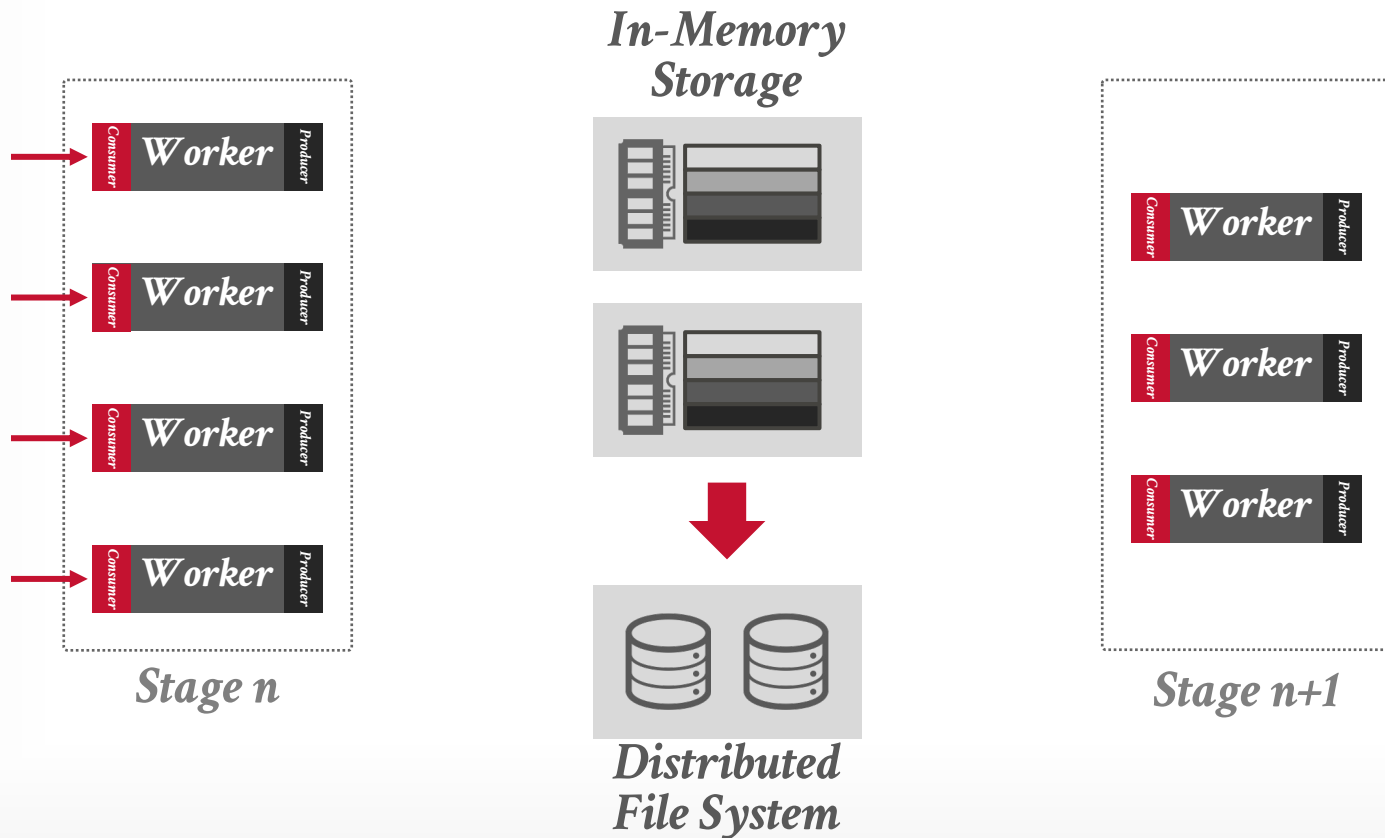 In-Memory
Storage
Consumer
Worker
Producer
Consumer
Worker
Producer
Consumer
Worker
Producer
Consumer
Worker
Producer
Stage n
Distributed
File System
Consumer
Worker
Producer
Consumer
Worker
Producer
Consumer
Worker
Producer
Stage n+1